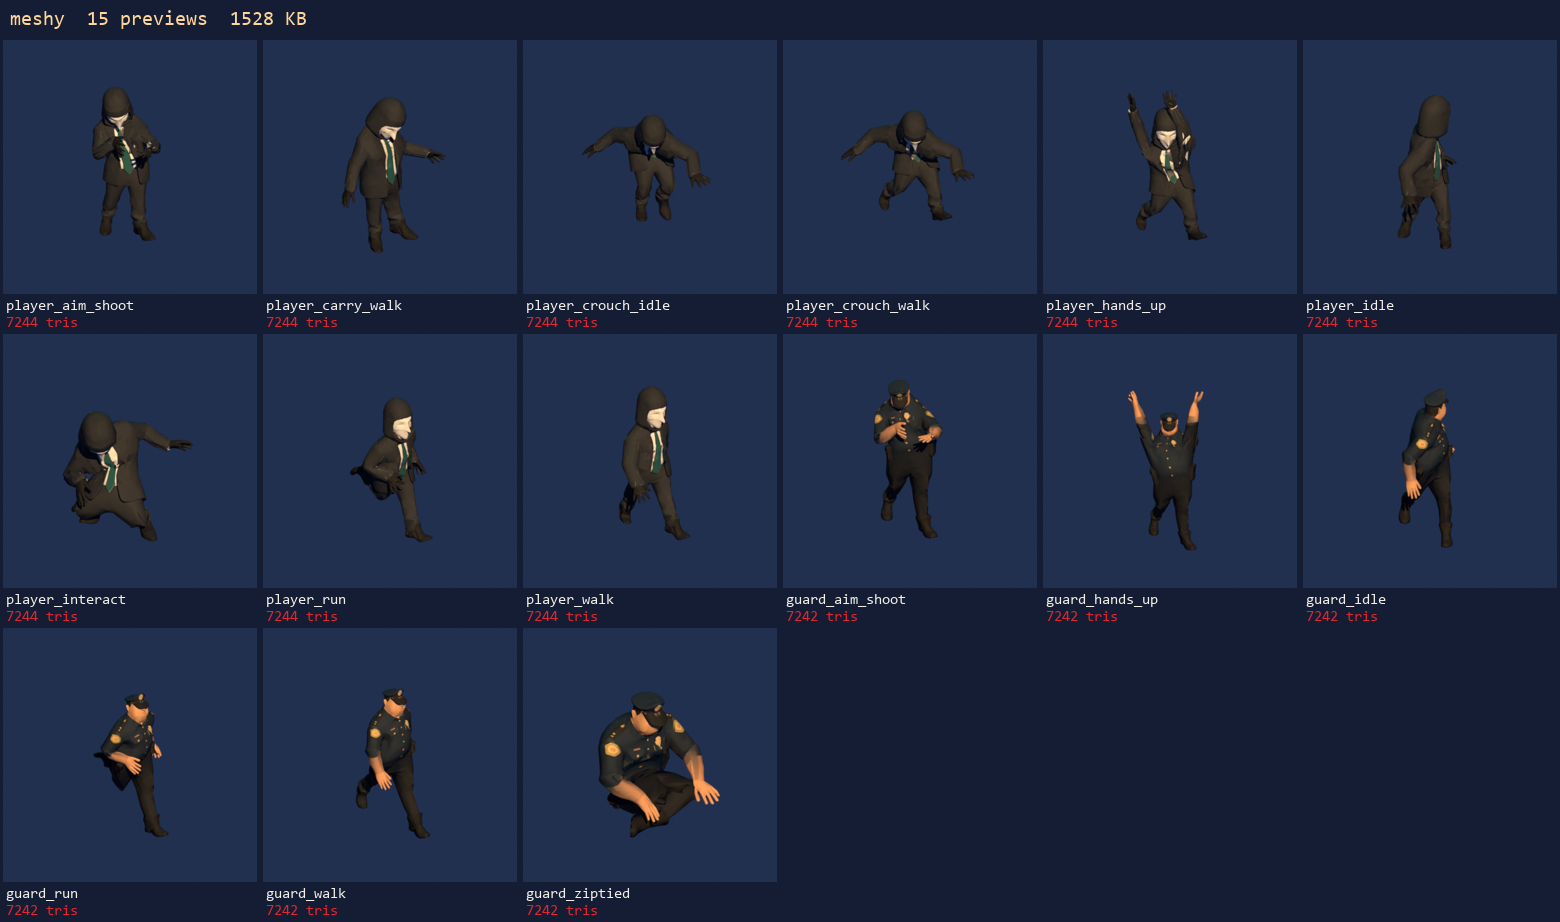 meshy 15 previews 1528 KB
player_aim_shoot player_carry_walk player_crouch_idle player_crouch_walk player_hands_up player_idle
7244 tris 7244 tris 7244 tris 7244 tris 7244 tris 7244 tris
player_interact player_run player_walk guard_aim_shoot guard_hands_up guard_idle
7244 tris 7244 tris 7244 tris 7242 tris 7242 tris 7242 tris
guard_run guard_walk guard_ziptied
7242 tris 7242 tris 7242 tris